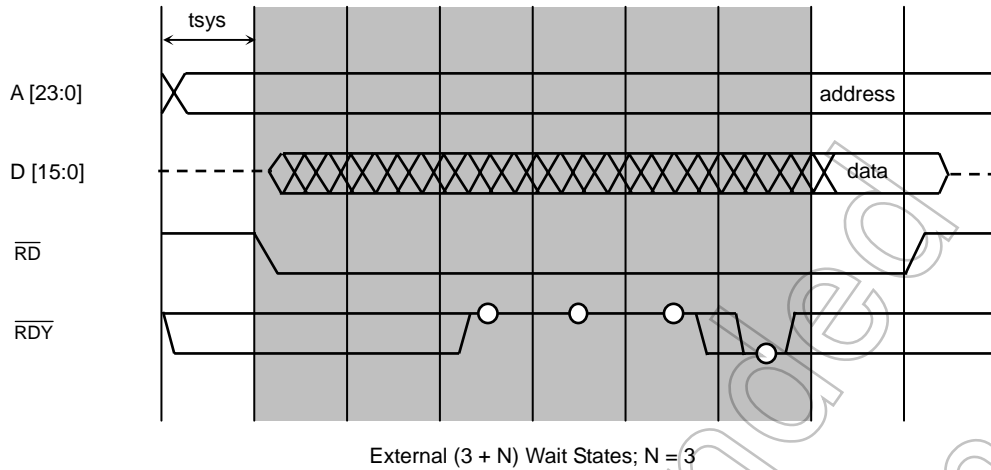 tsys
A [23:0]
address
D [15:0]
data
RD
RDY
External (3 + N) Wait States; N = 3